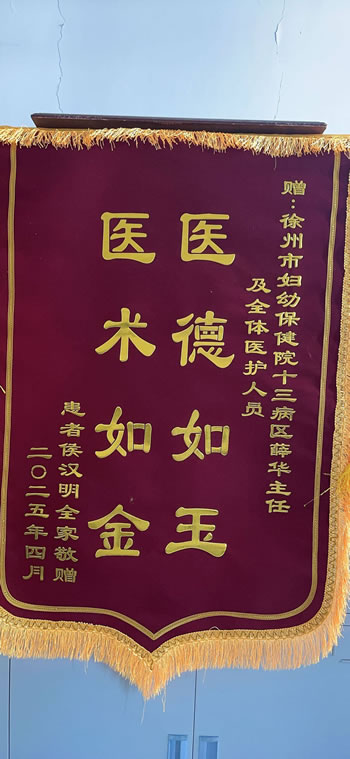 赠：徐州市妇幼保健院十三病区薛华主任
及全体医护人员
医德如玉
医术如金
患者侯汉明全家敬赠
二〇二五年四月